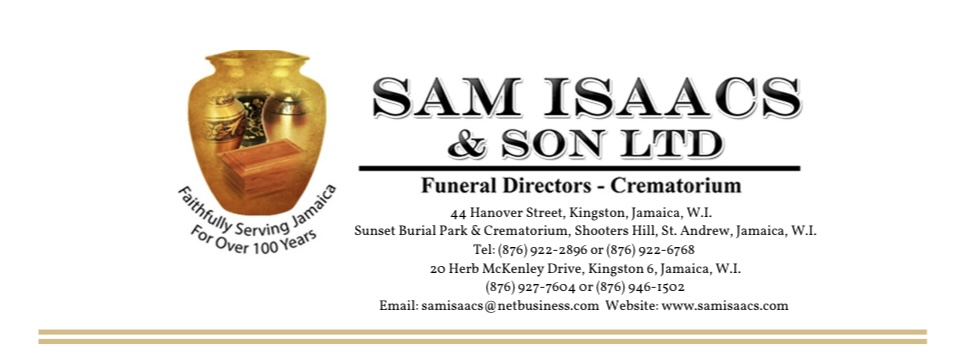 Faithfully Serving Jamaica
For Over 100 Years
SAM ISAACS
& SON LTD
Funeral Directors - Crematorium
44 Hanover Street, Kingston, Jamaica, W.I.
Sunset Burial Park & Crematorium, Shooters Hill, St. Andrew, Jamaica, W.I.
Tel: (876) 922-2896 or (876) 922-6768
20 Herb McKenley Drive, Kingston 6, Jamaica, W.I.
(876) 927-7604 or (876) 946-1502
Email: samisaacs@netbusiness.com Website: www.samisaacs.com